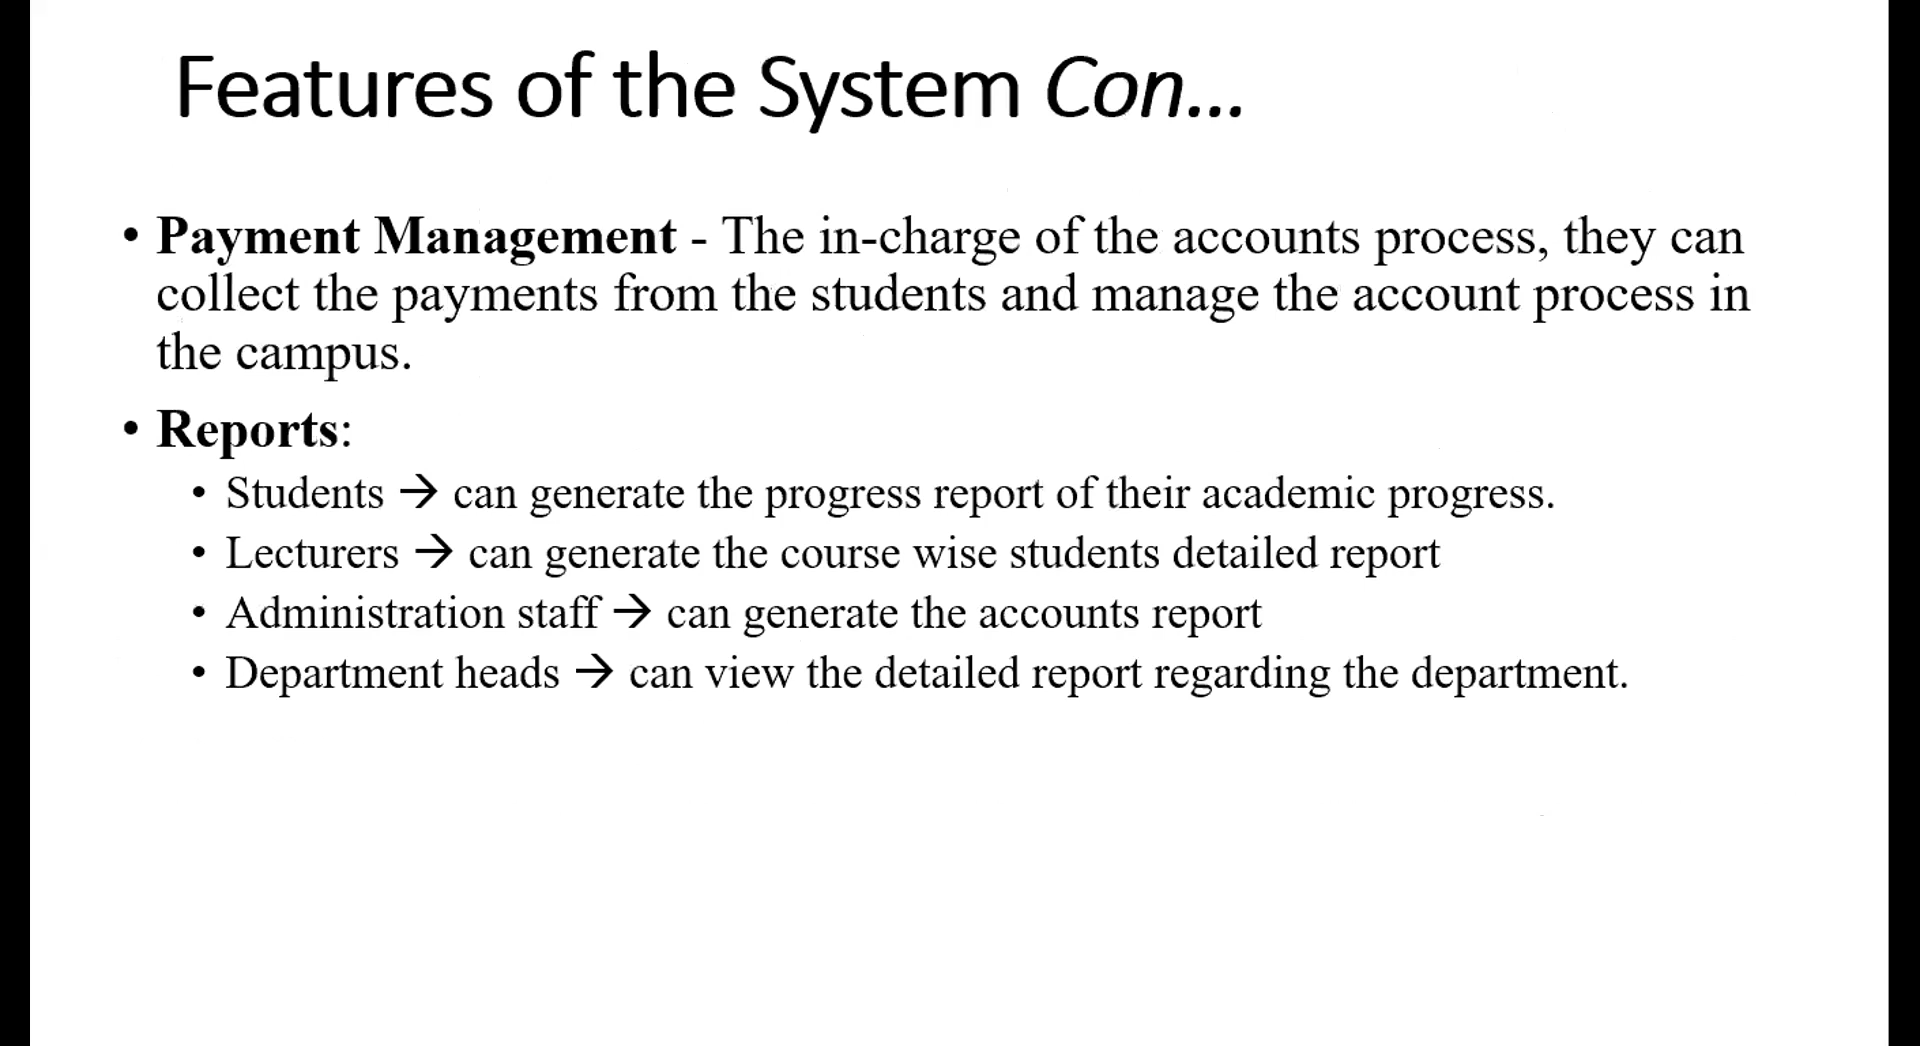 Features of the System Con...
• Payment Management - The in-charge of the accounts process, they can
collect the payments from the students and manage the account process in
the campus.
• Reports:
• Students → can generate the progress report of their academic progress.
• Lecturers → can generate the course wise students detailed report
• Administration staff → can generate the accounts report
• Department heads → can view the detailed report regarding the department.